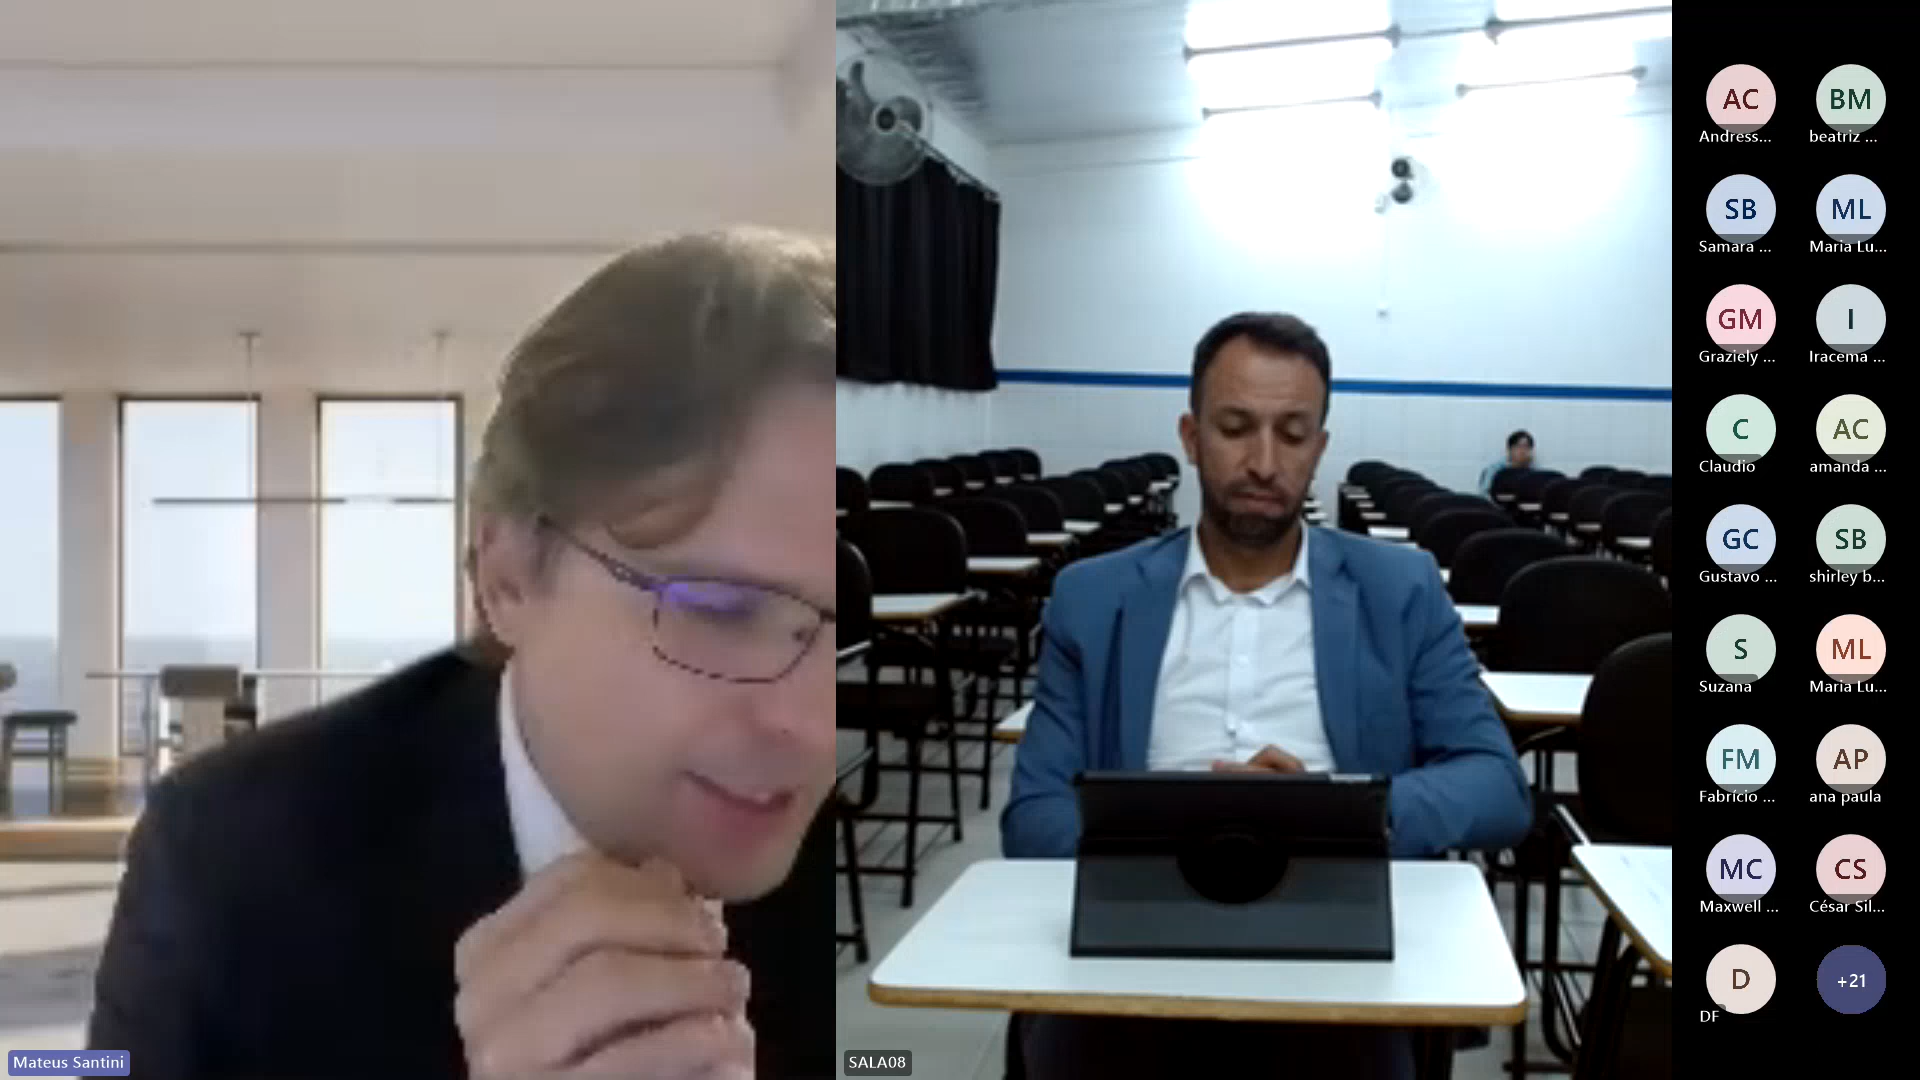 AC
BM
Andress...
beatriz ...
SB
ML
Samara ...
Maria Lu...
GM
I
Graziely ...
Iracema ...
C
AC
Claudio
amanda ...
GC
SB
Gustavo ...
shirley b...
S
ML
Suzana
Maria Lu...
FM
AP
Fabrício ...
ana paula
MC
CS
Maxwell ...
César Sil...
D
+21
DF
Mateus Santini
SALA08